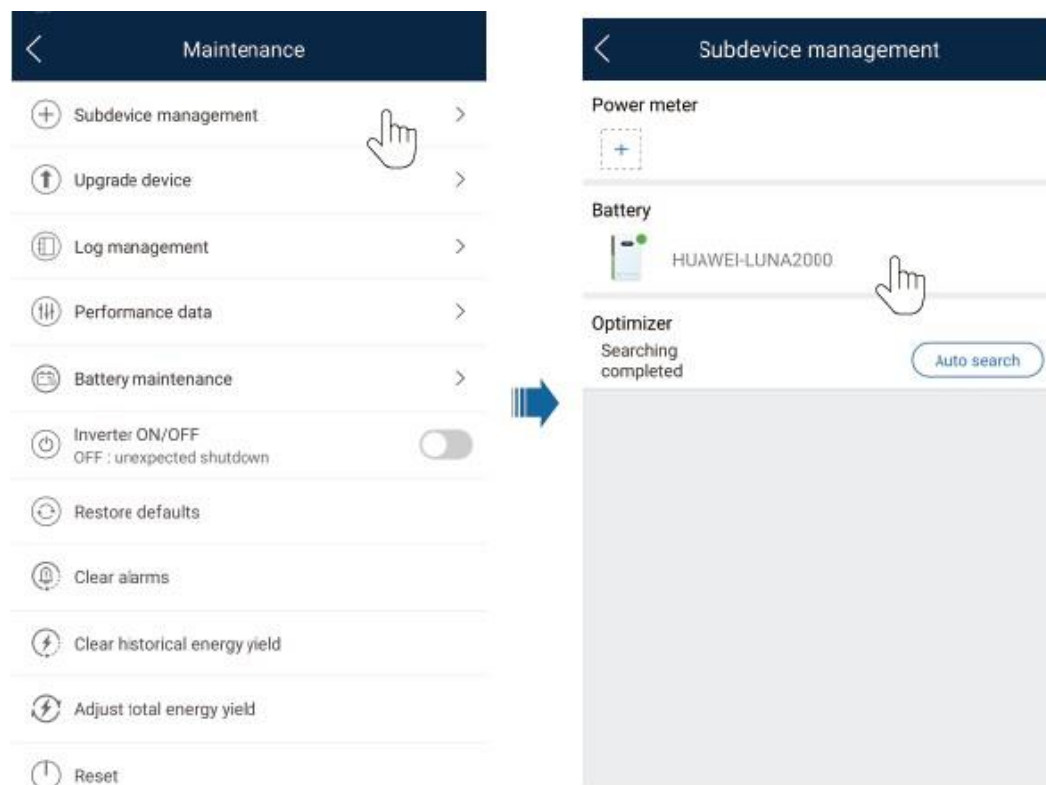 Maintenance
Subdevice management
Upgrade device
Log management
Performance data
Battery maintenance
Inverter ON/OFF
OFF : unexpected shutdown
Restore defaults
Clear alarms
Clear historical energy yield
Adjust total energy yield
Reset
Subdevice management
Power meter
Battery
HUAWEI-LUNA2000
Optimizer
Searching
completed
Auto search